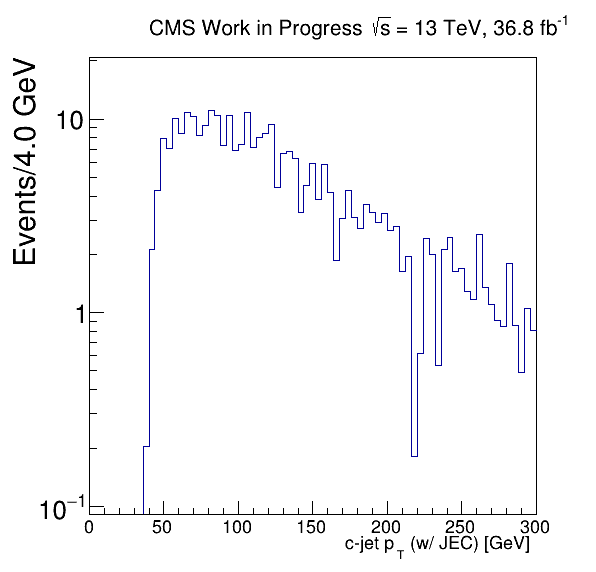 CMS Work in Progress √s = 13 TeV, 36.8 fb⁻¹
Events/4.0 GeV
10
1
10⁻¹
0 50 100 150 200 250 300
c-jet p_T (w/ JEC) [GeV]